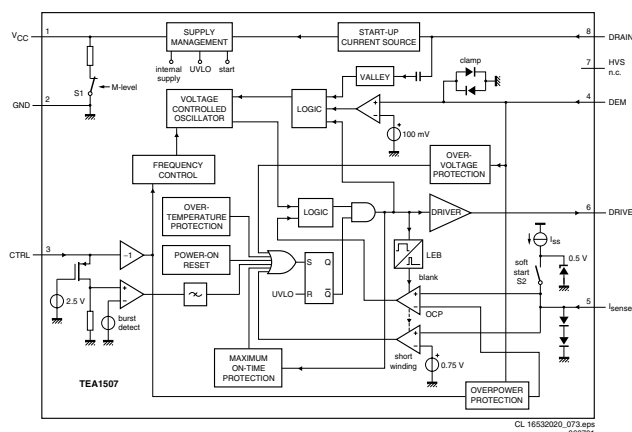 VCC
1
SUPPLY
MANAGEMENT
START-UP
CURRENT SOURCE
8
DRAIN
internal
supply
UVLO
start
S1
M-level
VALLEY
clamp
7
HVS
n.c.
GND
2
VOLTAGE
CONTROLLED
OSCILLATOR
LOGIC
100 mV
4
DEM
FREQUENCY
CONTROL
OVER-
VOLTAGE
PROTECTION
OVER-
TEMPERATURE
PROTECTION
LOGIC
DRIVER
6
DRIVER
CTRL
3
−1
POWER-ON
RESET
S
Q
R
Q
UVLO
LEB
blank
Iss
soft
start
S2
0.5 V
2.5 V
burst
detect
OCP
5
Isense
short
winding
0.75 V
MAXIMUM
ON-TIME
PROTECTION
OVERPOWER
PROTECTION
TEA1507
CL 16532020_073.eps